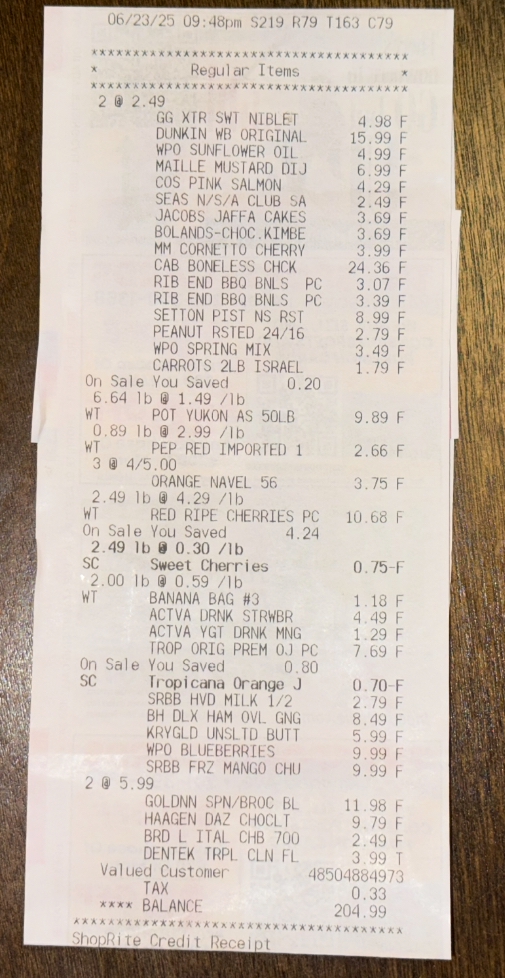 06/23/25 09:48pm S219 R79 T163 C79
*************************************
* Regular Items *
*************************************
2 @ 2.49
GG XTR SWT NIBLET 4.98 F
DUNKIN WB ORIGINAL 15.99 F
WPO SUNFLOWER OIL 4.99 F
MAILLE MUSTARD DIJ 6.99 F
COS PINK SALMON 4.29 F
SEAS N/S/A CLUB SA 2.49 F
JACOBS JAFFA CAKES 3.69 F
BOLANDS-CHOC.KIMBE 3.69 F
MM CORNETTO CHERRY 3.99 F
CAB BONELESS CHCK 24.36 F
RIB END BBQ BNLS PC 3.07 F
RIB END BBQ BNLS PC 3.39 F
SETTON PIST NS RST 8.99 F
PEANUT RSTED 24/16 2.79 F
WPO SPRING MIX 3.49 F
CARROTS 2LB ISRAEL 1.79 F
On Sale You Saved 0.20
6.64 lb @ 1.49 /lb
WT POT YUKON AS 50LB 9.89 F
0.89 lb @ 2.99 /lb
WT PEP RED IMPORTED 1 2.66 F
3 @ 4/5.00
ORANGE NAVEL 56 3.75 F
2.49 lb @ 4.29 /lb
WT RED RIPE CHERRIES PC 10.68 F
On Sale You Saved 4.24
2.49 lb @ 0.30 /lb
SC Sweet Cherries 0.75-F
2.00 lb @ 0.59 /lb
WT BANANA BAG #3 1.18 F
ACTVA DRNK STRWBR 4.49 F
ACTVA YGT DRNK MNG 1.29 F
TROP ORIG PREM OJ PC 7.69 F
On Sale You Saved 0.80
SC Tropicana Orange J 0.70-F
SRBB HVD MILK 1/2 2.79 F
BH DLX HAM OVL GNG 8.49 F
KRYGLD UNSLTD BUTT 5.99 F
WPO BLUEBERRIES 9.99 F
SRBB FRZ MANGO CHU 9.99 F
2 @ 5.99
GOLDNN SPN/BROC BL 11.98 F
HAAGEN DAZ CHOCLT 9.79 F
BRD L ITAL CHB 700 2.49 F
DENTEK TRPL CLN FL 3.99 T
Valued Customer 48504884973
TAX 0.33
**** BALANCE 204.99
*************************************
ShopRite Credit Receipt